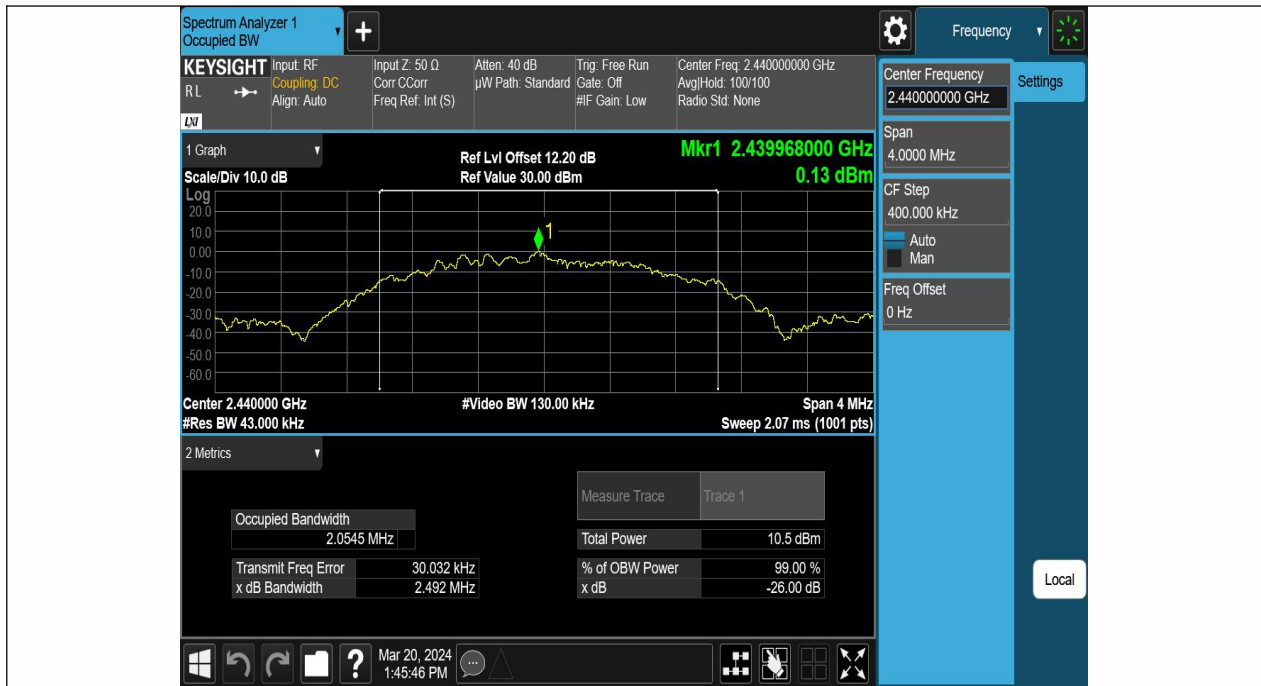 Spectrum Analyzer 1
Occupied BW
+
Frequency
KEYSIGHT
R L
LXI
Input: RF
Coupling: DC
Align: Auto
Input Z: 50 Ω
Corr CCorr
Freq Ref: Int (S)
Atten: 40 dB
µW Path: Standard
Trig: Free Run
Gate: Off
#IF Gain: Low
Center Freq: 2.440000000 GHz
Avg|Hold: 100/100
Radio Std: None
Center Frequency
2.440000000 GHz
Settings
Span
4.0000 MHz
CF Step
400.000 kHz
Auto
Man
Freq Offset
0 Hz
Local
1 Graph
Scale/Div 10.0 dB
Ref Lvl Offset 12.20 dB
Ref Value 30.00 dBm
Mkr1 2.439968000 GHz
0.13 dBm
Log
20.0
10.0
0.00
-10.0
-20.0
-30.0
-40.0
-50.0
-60.0
1
Center 2.440000 GHz
#Video BW 130.00 kHz
Span 4 MHz
#Res BW 43.000 kHz
Sweep 2.07 ms (1001 pts)
2 Metrics
Measure Trace Trace 1
Occupied Bandwidth
2.0545 MHz
Total Power 10.5 dBm
Transmit Freq Error 30.032 kHz
% of OBW Power 99.00 %
x dB Bandwidth 2.492 MHz
x dB -26.00 dB
?
Mar 20, 2024
1:45:46 PM